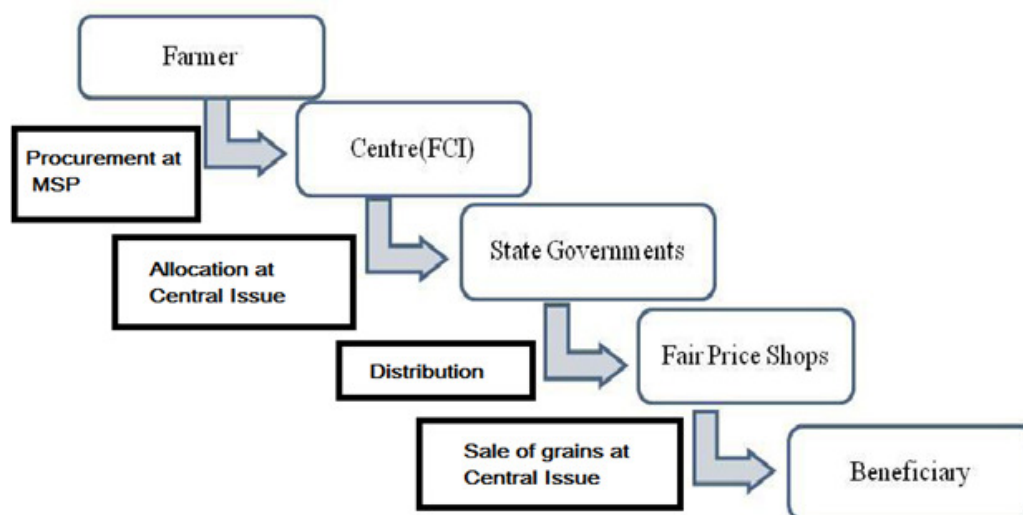 Farmer
Procurement at
MSP
Centre(FCI)
Allocation at
Central Issue
State Governments
Distribution
Fair Price Shops
Sale of grains at
Central Issue
Beneficiary